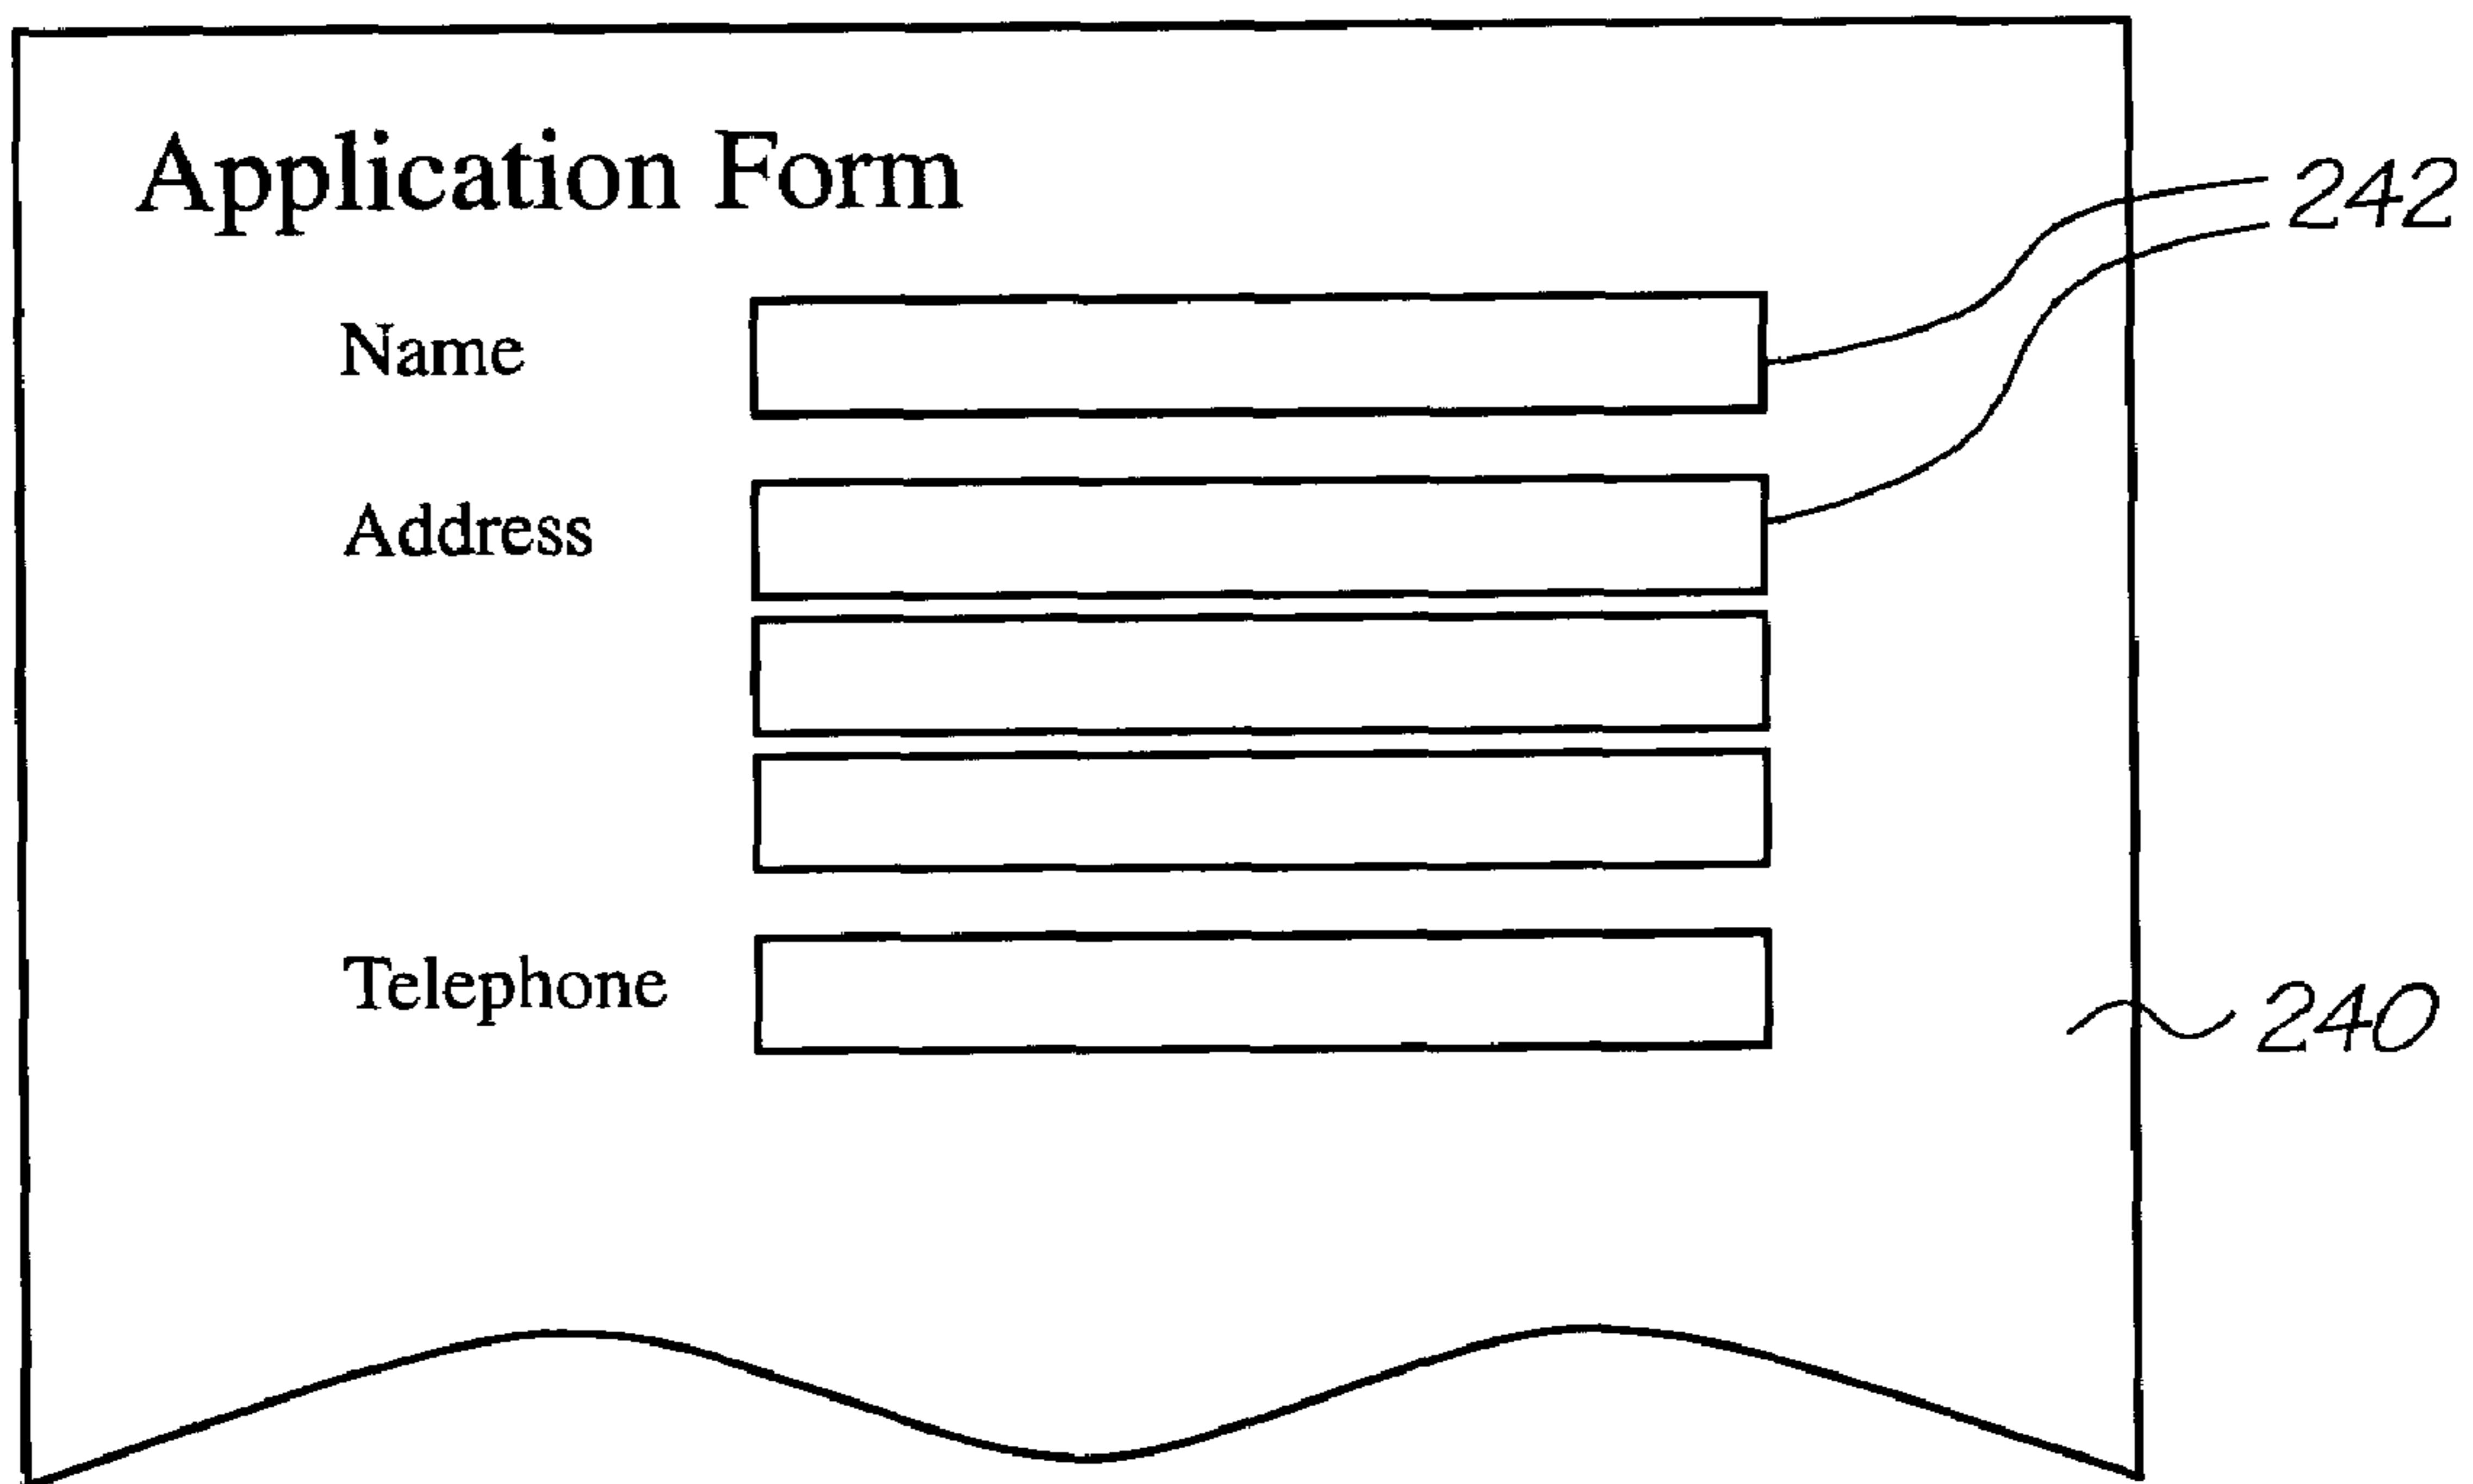 Application Form
242
Name
Address
Telephone
240